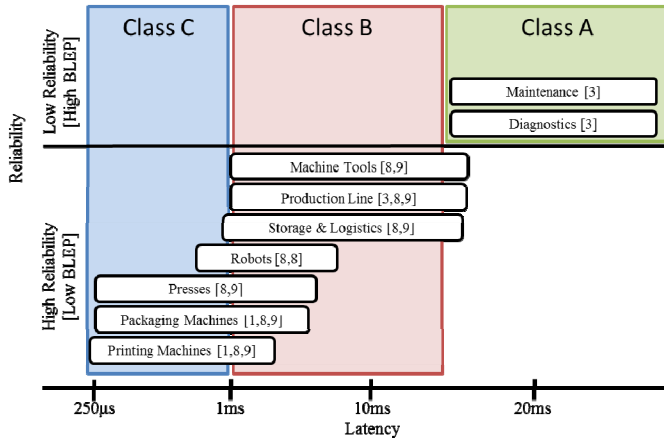 Class C
Class B
Class A
Low Reliability
[High BLEP]
Maintenance [3]
Diagnostics [3]
Reliability
Machine Tools [8,9]
Production Line [3,8,9]
Storage & Logistics [8,9]
Robots [8,8]
High Reliability
[Low BLEP]
Presses [8,9]
Packaging Machines [1,8,9]
Printing Machines [1,8,9]
250μs
1ms
10ms
20ms
Latency